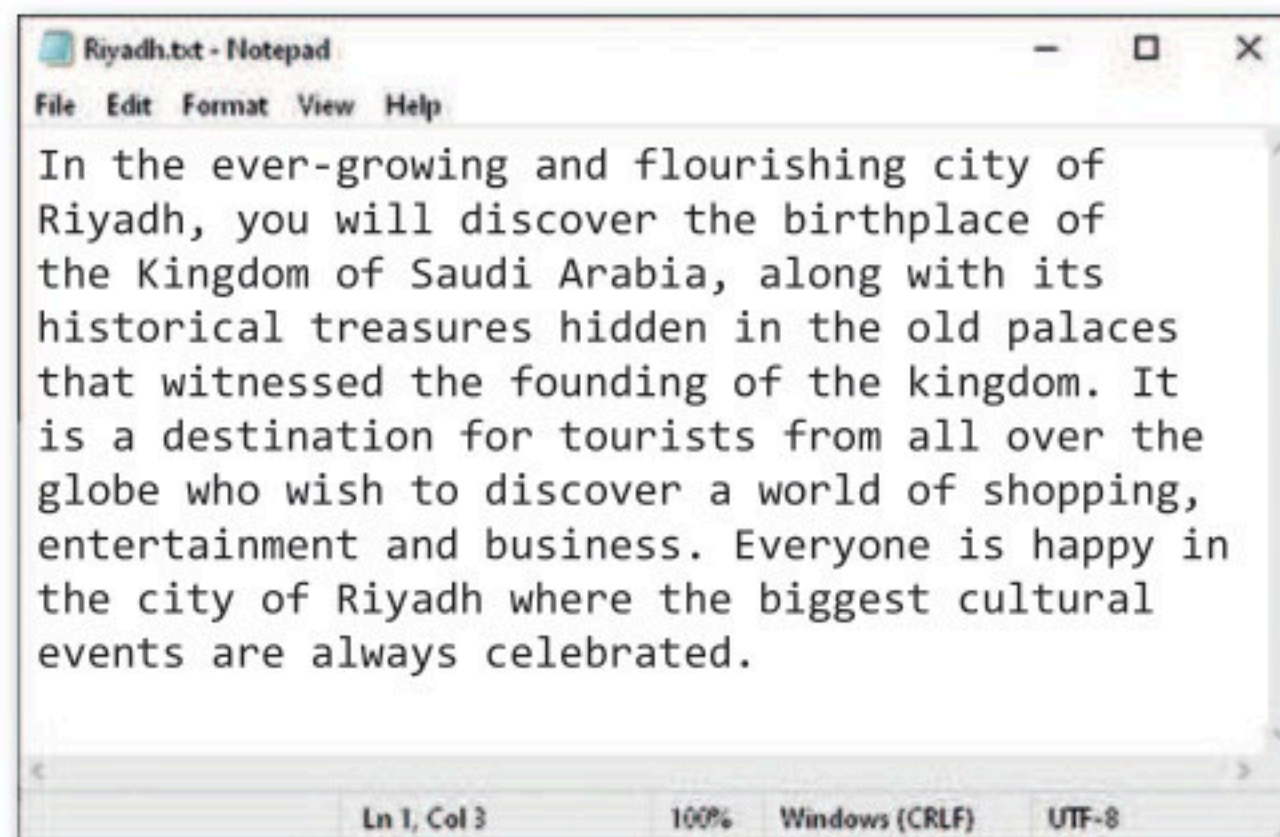 Riyadh.txt - Notepad
File Edit Format View Help
In the ever-growing and flourishing city of
Riyadh, you will discover the birthplace of
the Kingdom of Saudi Arabia, along with its
historical treasures hidden in the old palaces
that witnessed the founding of the kingdom. It
is a destination for tourists from all over the
globe who wish to discover a world of shopping,
entertainment and business. Everyone is happy in
the city of Riyadh where the biggest cultural
events are always celebrated.
Ln 1, Col 3 100% Windows (CRLF) UTF-8